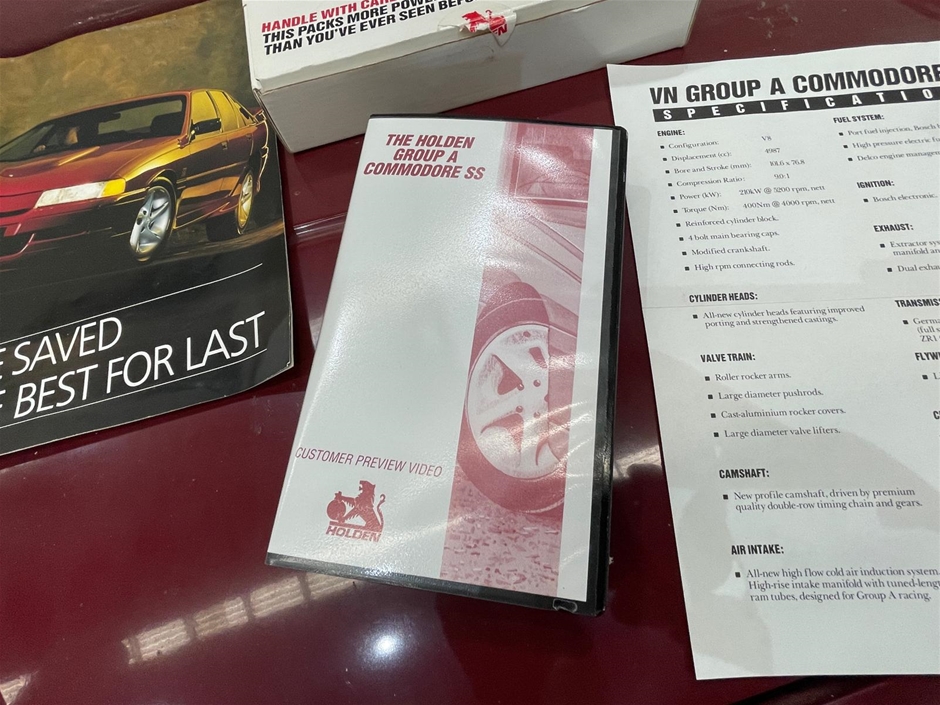 HANDLE WITH CARE
THIS PACKS MORE POWER
THAN YOU'VE EVER SEEN BEFORE
SAVED
BEST FOR LAST
THE HOLDEN
GROUP A
COMMODORE SS
CUSTOMER PREVIEW VIDEO
HOLDEN
VN GROUP A COMMODORE
SPECIFICATIO
ENGINE:
Configuration: V8
Displacement (cc): 4987
Bore and Stroke (mm): 101.6 x 76.8
Compression Ratio: 9.0:1
Power (kW): 210kW @ 5200 rpm, nett
Torque (Nm): 400Nm @ 4000 rpm, nett
Reinforced cylinder block.
4 bolt main bearing caps.
Modified crankshaft.
High rpm connecting rods.
CYLINDER HEADS:
All-new cylinder heads featuring improved
porting and strengthened castings.
VALVE TRAIN:
Roller rocker arms.
Large diameter pushrods.
Cast-aluminium rocker covers.
Large diameter valve lifters.
CAMSHAFT:
New profile camshaft, driven by premium
quality double-row timing chain and gears.
AIR INTAKE:
All-new high flow cold air induction system.
High-rise intake manifold with tuned-leng
ram tubes, designed for Group A racing.
FUEL SYSTEM:
Port fuel injection, Bosch
High pressure electric fu
Delco engine managem
IGNITION:
Bosch electronic.
EXHAUST:
Extractor sys
manifold an
Dual exhau
TRANSMISS
Germa
(full s
ZR1
FLYW
L
C